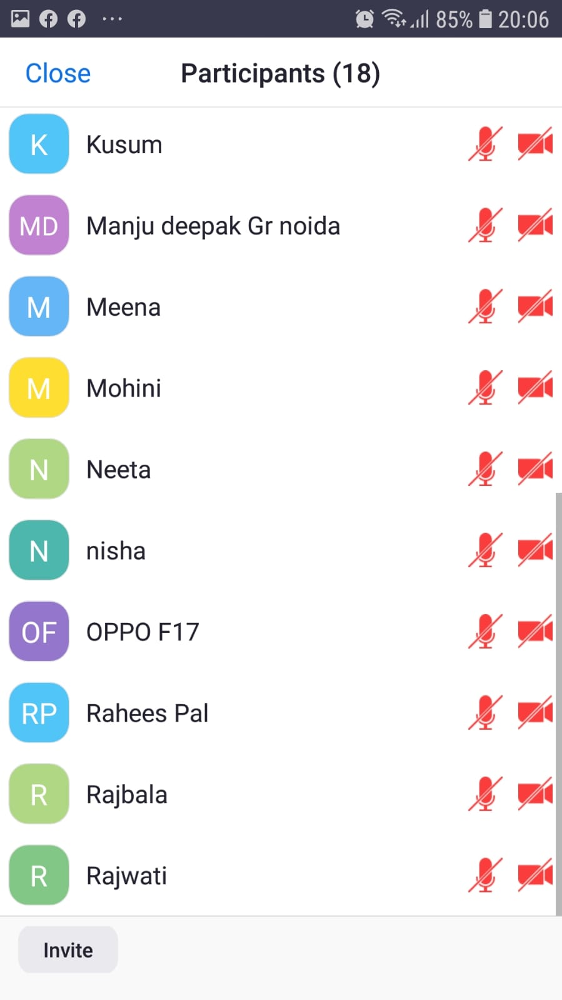 85% 20:06
Close Participants (18)
K Kusum
MD Manju deepak Gr noida
M Meena
M Mohini
N Neeta
N nisha
OF OPPO F17
RP Rahees Pal
R Rajbala
R Rajwati
Invite